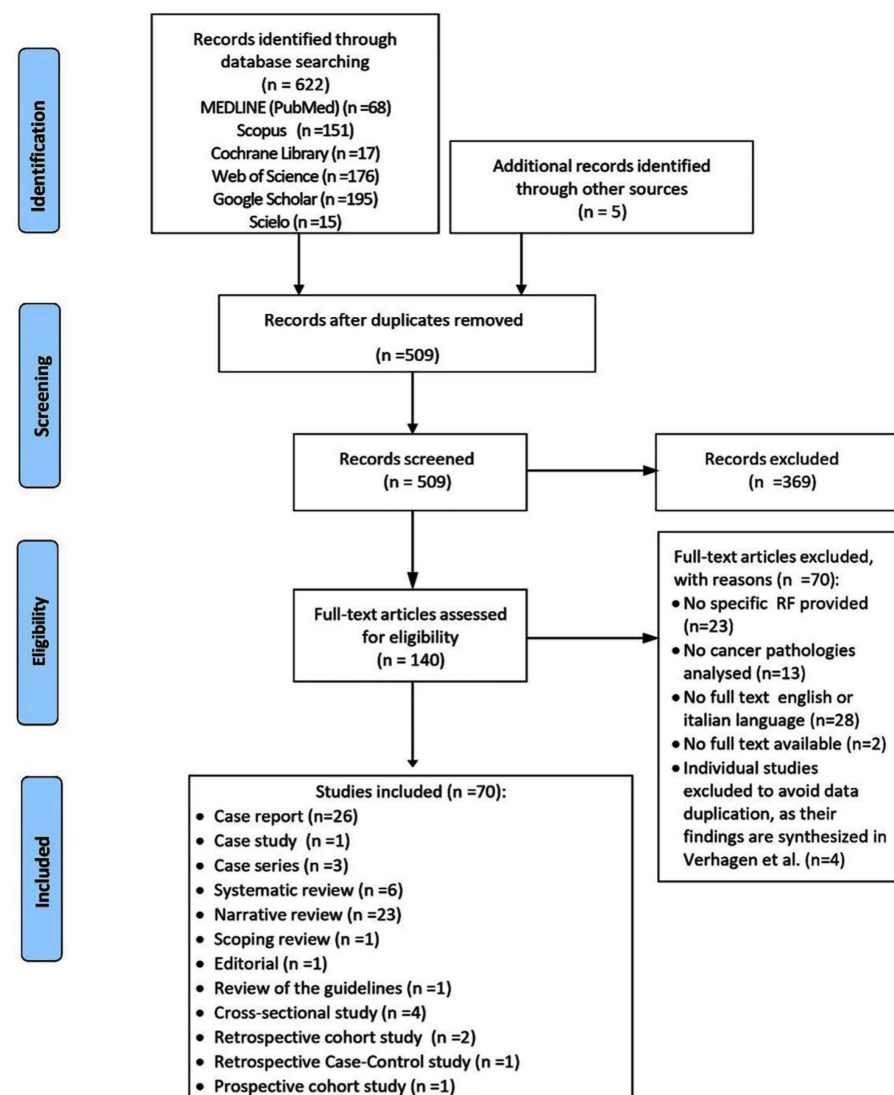 Identification
Records identified through
database searching
(n = 622)
MEDLINE (PubMed) (n =68)
Scopus (n =151)
Cochrane Library (n =17)
Web of Science (n =176)
Google Scholar (n =195)
Scielo (n =15)
Additional records identified
through other sources
(n = 5)
Screening
Records after duplicates removed
(n =509)
Records screened
(n = 509)
Records excluded
(n =369)
Eligibility
Full-text articles assessed
for eligibility
(n = 140)
Full-text articles excluded,
with reasons (n =70):
• No specific RF provided
(n=23)
• No cancer pathologies
analysed (n=13)
• No full text english or
italian language (n=28)
• No full text available (n=2)
• Individual studies
excluded to avoid data
duplication, as their
findings are synthesized in
Verhagen et al. (n=4)
Included
Studies included (n =70):
• Case report (n=26)
• Case study (n =1)
• Case series (n =3)
• Systematic review (n =6)
• Narrative review (n =23)
• Scoping review (n =1)
• Editorial (n =1)
• Review of the guidelines (n =1)
• Cross-sectional study (n =4)
• Retrospective cohort study (n =2)
• Retrospective Case-Control study (n =1)
• Prospective cohort study (n =1)